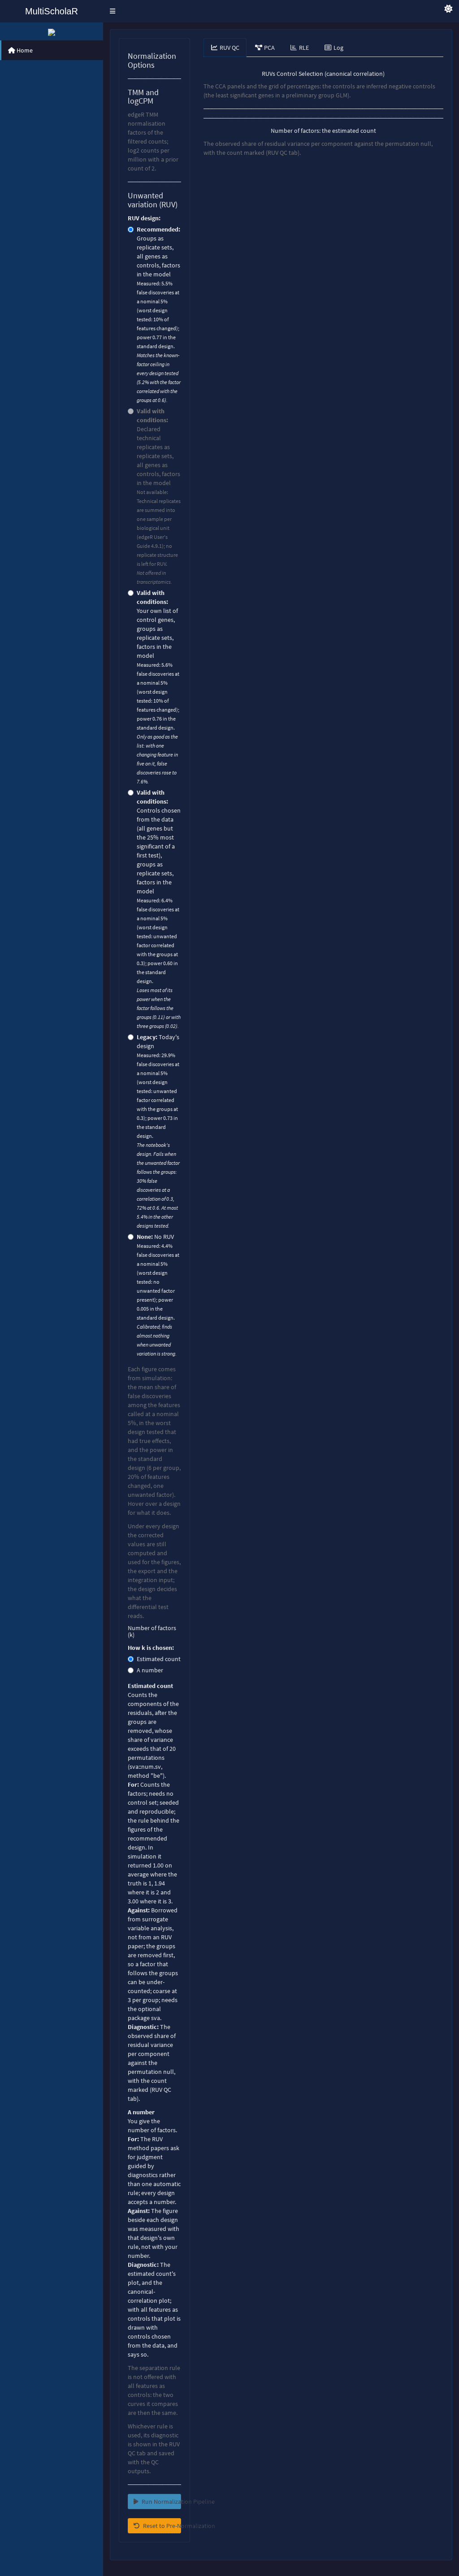 MultiScholaR
Home
Normalization
Options
TMM and
logCPM
edgeR TMM
normalisation
factors of the
filtered counts;
log2 counts per
million with a prior
count of 2.
Unwanted
variation (RUV)
RUV design:
Recommended:
Groups as
replicate sets,
all genes as
controls, factors
in the model
Measured: 5.5%
false discoveries at
a nominal 5%
(worst design
tested: 10% of
features changed);
power 0.77 in the
standard design.
Matches the known-
factor ceiling in
every design tested
(5.2% with the factor
correlated with the
groups at 0.6).
Valid with
conditions:
Declared
technical
replicates as
replicate sets,
all genes as
controls, factors
in the model
Not available:
Technical replicates
are summed into
one sample per
biological unit
(edgeR User's
Guide 4.9.1); no
replicate structure
is left for RUV.
Not offered in
transcriptomics.
Valid with
conditions:
Your own list of
control genes,
groups as
replicate sets,
factors in the
model
Measured: 5.6%
false discoveries at
a nominal 5%
(worst design
tested: 10% of
features changed);
power 0.76 in the
standard design.
Only as good as the
list: with one
changing feature in
five on it, false
discoveries rose to
7.6%.
Valid with
conditions:
Controls chosen
from the data
(all genes but
the 25% most
significant of a
first test),
groups as
replicate sets,
factors in the
model
Measured: 6.4%
false discoveries at
a nominal 5%
(worst design
tested: unwanted
factor correlated
with the groups at
0.3); power 0.60 in
the standard
design.
Loses most of its
power when the
factor follows the
groups (0.11) or with
three groups (0.02).
Legacy: Today's
design
Measured: 29.9%
false discoveries at
a nominal 5%
(worst design
tested: unwanted
factor correlated
with the groups at
0.3); power 0.73 in
the standard
design.
The notebook's
design. Fails when
the unwanted factor
follows the groups:
30% false
discoveries at a
correlation of 0.3,
72% at 0.6. At most
5.4% in the other
designs tested.
None: No RUV
Measured: 4.4%
false discoveries at
a nominal 5%
(worst design
tested: no
unwanted factor
present); power
0.005 in the
standard design.
Calibrated; finds
almost nothing
when unwanted
variation is strong.
Each figure comes
from simulation:
the mean share of
false discoveries
among the features
called at a nominal
5%, in the worst
design tested that
had true effects,
and the power in
the standard
design (6 per group,
20% of features
changed, one
unwanted factor).
Hover over a design
for what it does.
Under every design
the corrected
values are still
computed and
used for the figures,
the export and the
integration input;
the design decides
what the
differential test
reads.
Number of factors
(k)
How k is chosen:
Estimated count
A number
Estimated count
Counts the
components of the
residuals, after the
groups are
removed, whose
share of variance
exceeds that of 20
permutations
(sva::num.sv,
method "be").
For: Counts the
factors; needs no
control set; seeded
and reproducible;
the rule behind the
figures of the
recommended
design. In
simulation it
returned 1.00 on
average where the
truth is 1, 1.94
where it is 2 and
3.00 where it is 3.
Against: Borrowed
from surrogate
variable analysis,
not from an RUV
paper; the groups
are removed first,
so a factor that
follows the groups
can be under-
counted; coarse at
3 per group; needs
the optional
package sva.
Diagnostic: The
observed share of
residual variance
per component
against the
permutation null,
with the count
marked (RUV QC
tab).
A number
You give the
number of factors.
For: The RUV
method papers ask
for judgment
guided by
diagnostics rather
than one automatic
rule; every design
accepts a number.
Against: The figure
beside each design
was measured with
that design's own
rule, not with your
number.
Diagnostic: The
estimated count's
plot, and the
canonical-
correlation plot;
with all features as
controls that plot is
drawn with
controls chosen
from the data, and
says so.
The separation rule
is not offered with
all features as
controls: the two
curves it compares
are then the same.
Whichever rule is
used, its diagnostic
is shown in the RUV
QC tab and saved
with the QC
outputs.
Run Normalization Pipeline
Reset to Pre-Normalization
RUV QC
PCA
RLE
Log
RUVs Control Selection (canonical correlation)
The CCA panels and the grid of percentages: the controls are inferred negative controls
(the least significant genes in a preliminary group GLM).
Number of factors: the estimated count
The observed share of residual variance per component against the permutation null,
with the count marked (RUV QC tab).